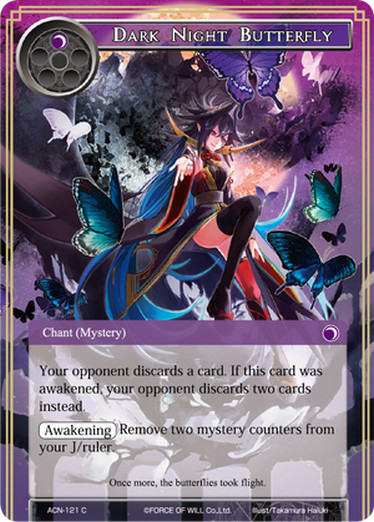 Dark Night Butterfly
Chant (Mystery)
Your opponent discards a card. If this card was
awakened, your opponent discards two cards
instead.
Awakening Remove two mystery counters from
your J/ruler.
Once more, the butterflies took flight.
ACN-121 C ©FORCE OF WILL Co.,Ltd. Illust/Takamura Haiuki